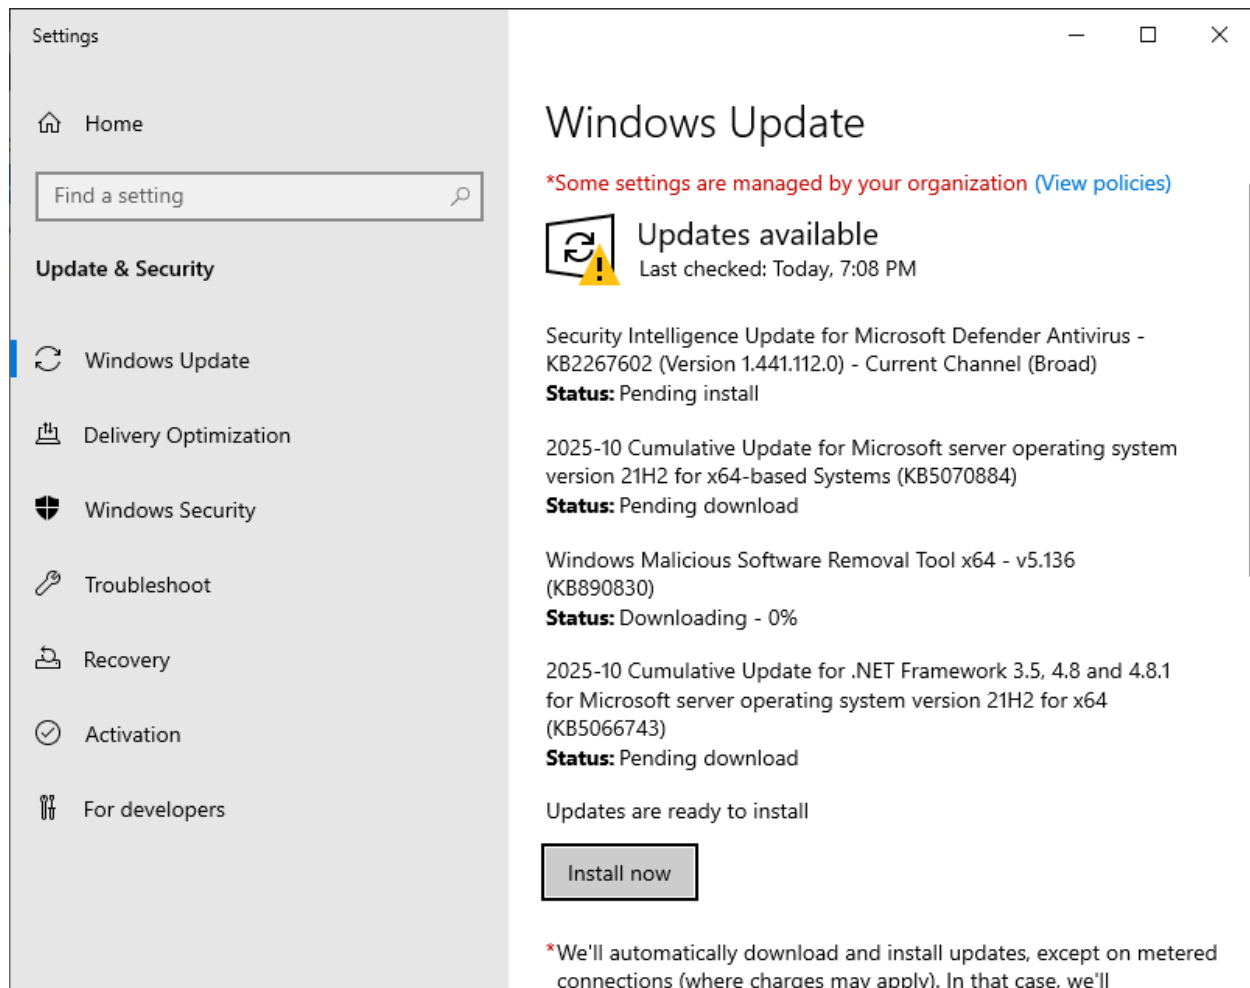 Settings
Home
Find a setting
Update & Security
Windows Update
Delivery Optimization
Windows Security
Troubleshoot
Recovery
Activation
For developers
Windows Update
*Some settings are managed by your organization (View policies)
Updates available
Last checked: Today, 7:08 PM
Security Intelligence Update for Microsoft Defender Antivirus -
KB2267602 (Version 1.441.112.0) - Current Channel (Broad)
Status: Pending install
2025-10 Cumulative Update for Microsoft server operating system
version 21H2 for x64-based Systems (KB5070884)
Status: Pending download
Windows Malicious Software Removal Tool x64 - v5.136
(KB890830)
Status: Downloading - 0%
2025-10 Cumulative Update for .NET Framework 3.5, 4.8 and 4.8.1
for Microsoft server operating system version 21H2 for x64
(KB5066743)
Status: Pending download
Updates are ready to install
Install now
*We'll automatically download and install updates, except on metered
connections (where charges may apply). In that case, we'll